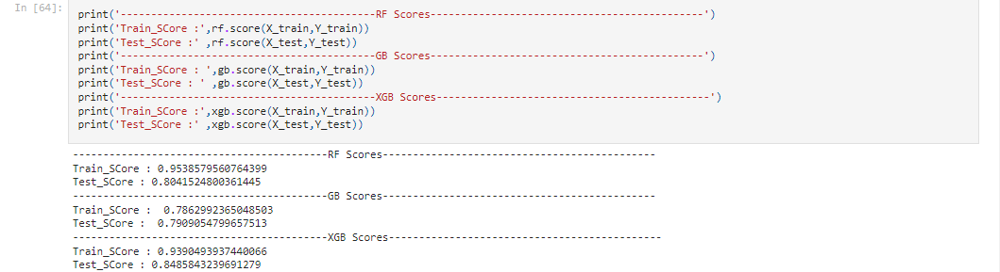 In [64]:
print('------------------------------------------RF Scores---------------------------------------------')
print('Train_SCore :',rf.score(X_train,Y_train))
print('Test_SCore :' ,rf.score(X_test,Y_test))
print('------------------------------------------GB Scores---------------------------------------------')
print('Train_SCore : ',gb.score(X_train,Y_train))
print('Test_SCore : ' ,gb.score(X_test,Y_test))
print('------------------------------------------XGB Scores---------------------------------------------')
print('Train_SCore :',xgb.score(X_train,Y_train))
print('Test_SCore :' ,xgb.score(X_test,Y_test))
------------------------------------------RF Scores---------------------------------------------
Train_SCore : 0.9538579560764399
Test_SCore : 0.8041524800361445
------------------------------------------GB Scores---------------------------------------------
Train_SCore :  0.7862992365048503
Test_SCore :  0.7909054799657513
------------------------------------------XGB Scores---------------------------------------------
Train_SCore : 0.9390493937440066
Test_SCore : 0.8485843239691279